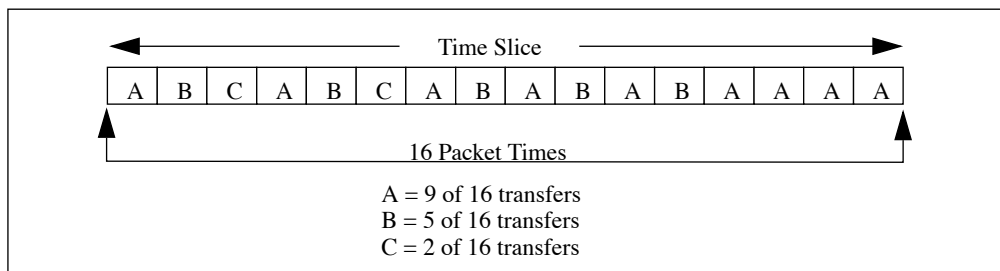 Time Slice
A B C A B C A B A B A B A A A A
16 Packet Times
A = 9 of 16 transfers
B = 5 of 16 transfers
C = 2 of 16 transfers